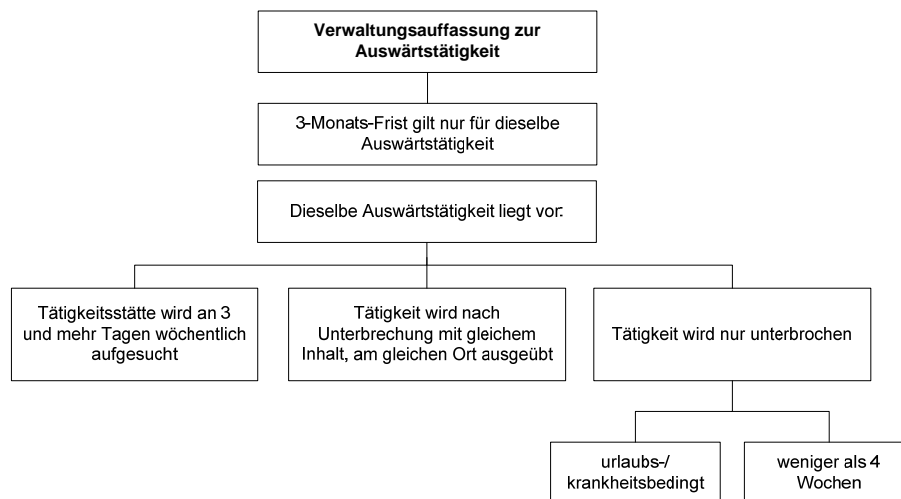 Verwaltungsauffassung zur
Auswärtstätigkeit
3-Monats-Frist gilt nur für dieselbe
Auswärtstätigkeit
Dieselbe Auswärtstätigkeit liegt vor:
Tätigkeitsstätte wird an 3
und mehr Tagen wöchentlich
aufgesucht
Tätigkeit wird nach
Unterbrechung mit gleichem
Inhalt, am gleichen Ort ausgeübt
Tätigkeit wird nur unterbrochen
urlaubs-/
krankheitsbedingt
weniger als 4
Wochen